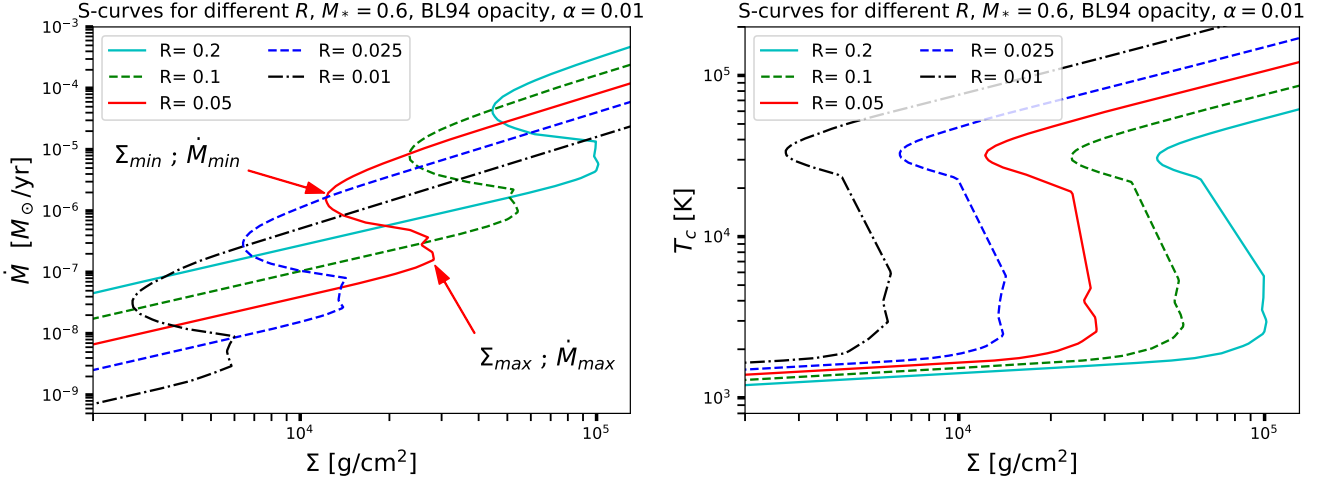 S-curves for different R, M∗ = 0.6, BL94 opacity, α = 0.01
R= 0.2
R= 0.1
R= 0.05
R= 0.025
R= 0.01
Σmin ; Ṁmin
Σmax ; Ṁmax
10⁻³
10⁻⁴
10⁻⁵
10⁻⁶
10⁻⁷
10⁻⁸
10⁻⁹
Ṁ [M⊙/yr]
10⁴
10⁵
Σ [g/cm²]
S-curves for different R, M∗ = 0.6, BL94 opacity, α = 0.01
R= 0.2
R= 0.1
R= 0.05
R= 0.025
R= 0.01
10⁵
10⁴
10³
Tc [K]
10⁴
10⁵
Σ [g/cm²]